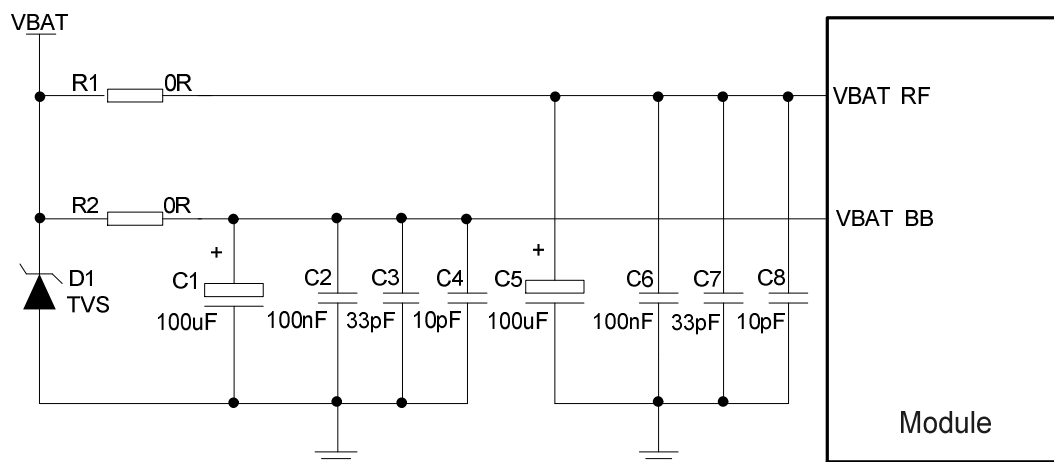 VBAT
R1 0R
VBAT RF
R2 0R
VBAT BB
+ +
D1 C1 C2 C3 C4 C5 C6 C7 C8
TVS
100uF 100nF 33pF 10pF 100uF 100nF 33pF 10pF
Module